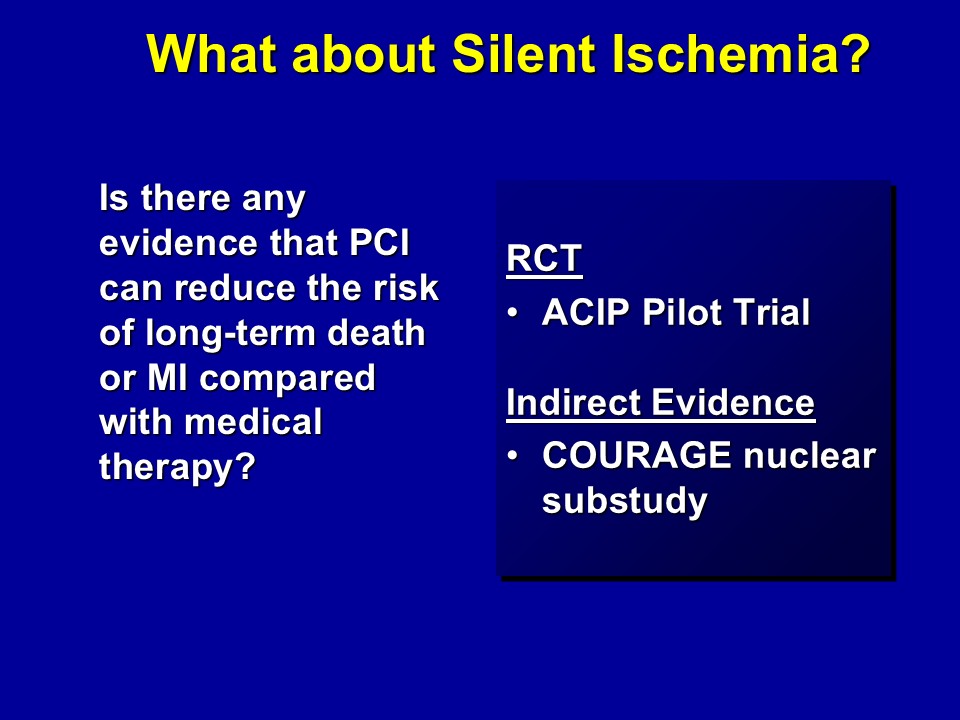 What about Silent Ischemia?
Is there any
evidence that PCI
can reduce the risk
of long-term death
or MI compared
with medical
therapy?
RCT
• ACIP Pilot Trial
Indirect Evidence
• COURAGE nuclear
substudy